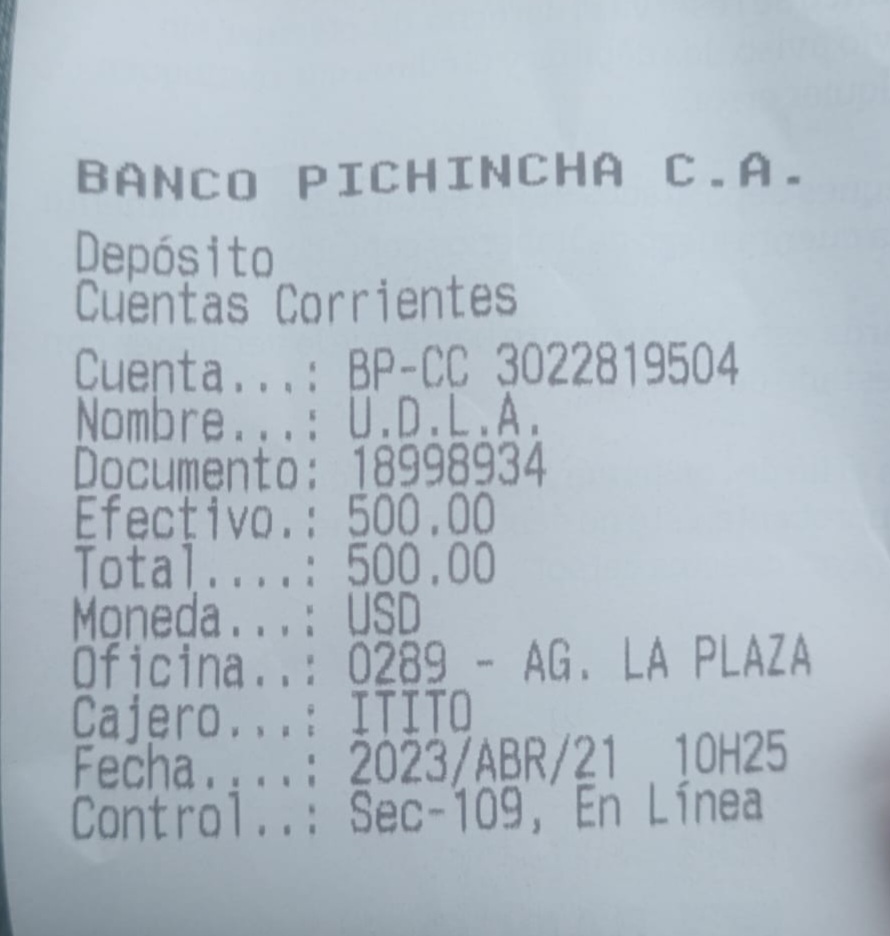 BANCO PICHINCHA C.A.
Depósito
Cuentas Corrientes
Cuenta...: BP-CC 3022819504
Nombre...: U.D.L.A.
Documento: 18998934
Efectivo.: 500.00
Total....: 500.00
Moneda...: USD
Oficina..: 0289 - AG. LA PLAZA
Cajero...: ITITO
Fecha....: 2023/ABR/21 10H25
Control..: Sec-109, En Línea